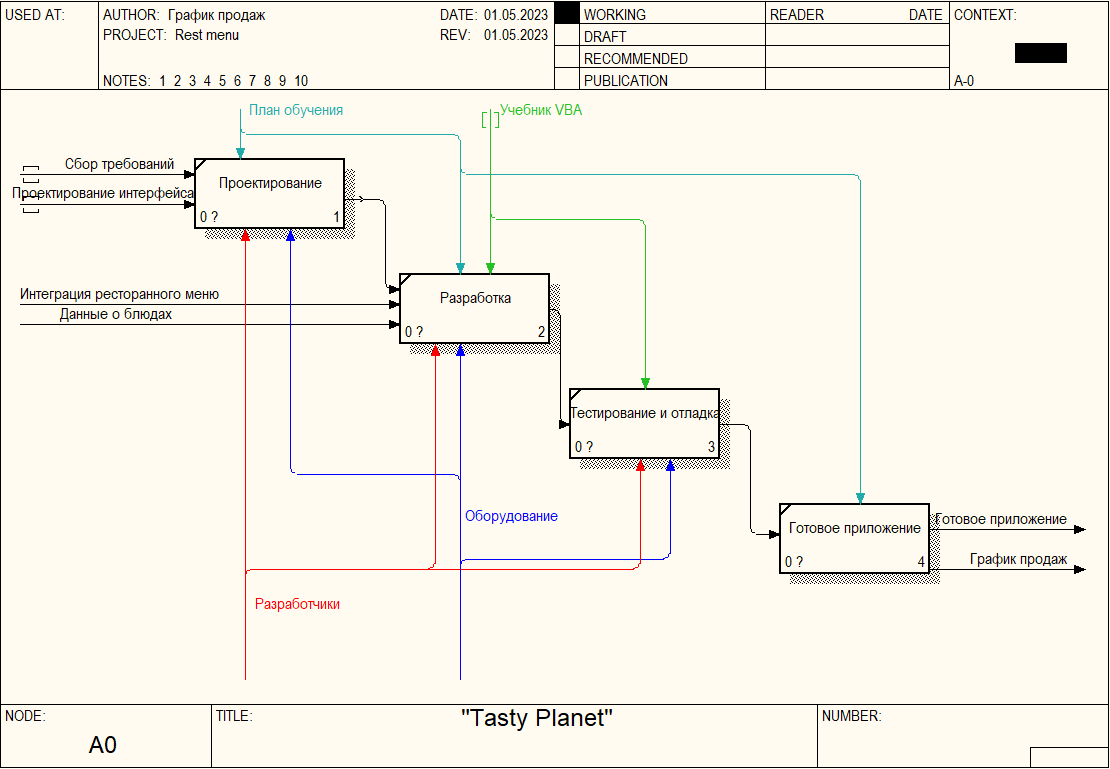 USED AT:
AUTHOR: График продаж
DATE: 01.05.2023
PROJECT: Rest menu
REV: 01.05.2023
NOTES: 1 2 3 4 5 6 7 8 9 10
WORKING
DRAFT
RECOMMENDED
PUBLICATION
READER DATE
CONTEXT:
A-0
План обучения
Учебник VBA
Сбор требований
Проектирование интерфейса
Проектирование
0 ? 1
Интеграция ресторанного меню
Данные о блюдах
Разработка
0 ? 2
Тестирование и отладка
0 ? 3
Оборудование
Готовое приложение
0 ? 4
Готовое приложение
График продаж
Разработчики
NODE:
A0
TITLE:
"Tasty Planet"
NUMBER: